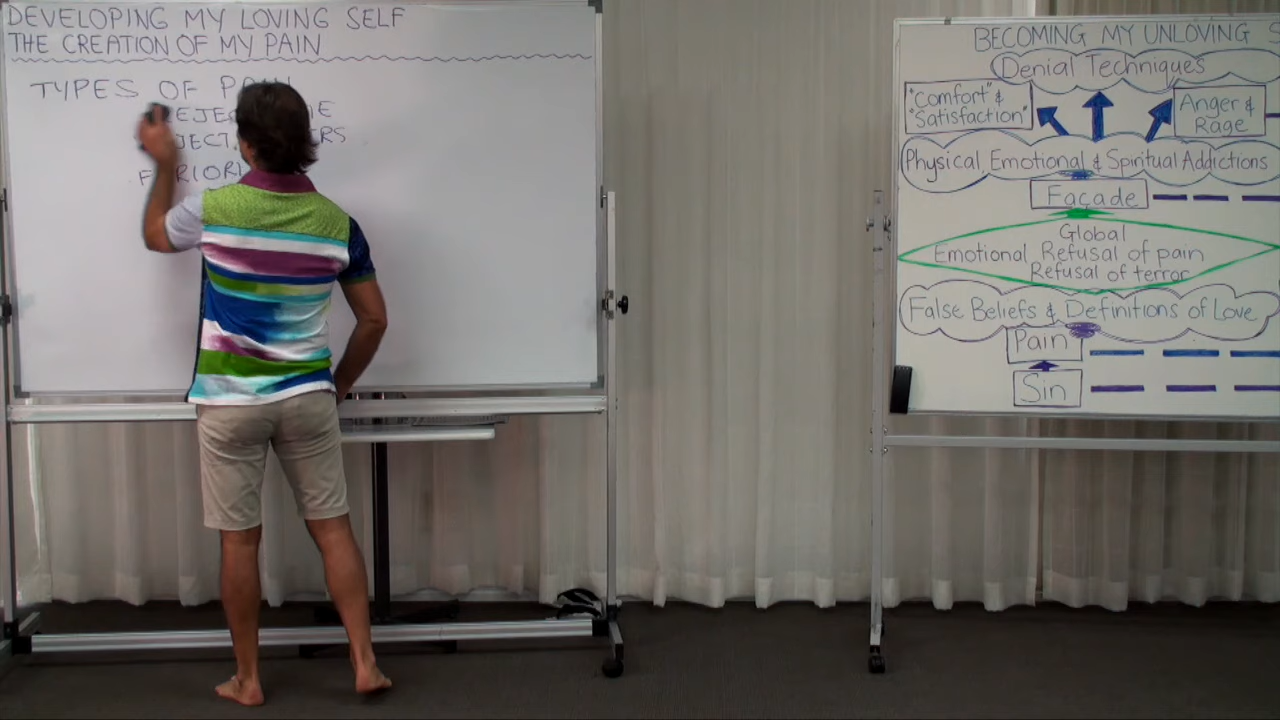 DEVELOPING MY LOVING SELF
THE CREATION OF MY PAIN
TYPES OF
BECOMING MY UNLOVING S
Denial Techniques
"Comfort" &
"Satisfaction"
Anger &
Rage
Physical, Emotional & Spiritual Addictions
Façade
Global
Emotional Refusal of pain
Refusal of terror
False Beliefs & Definitions of Love
Pain
Sin